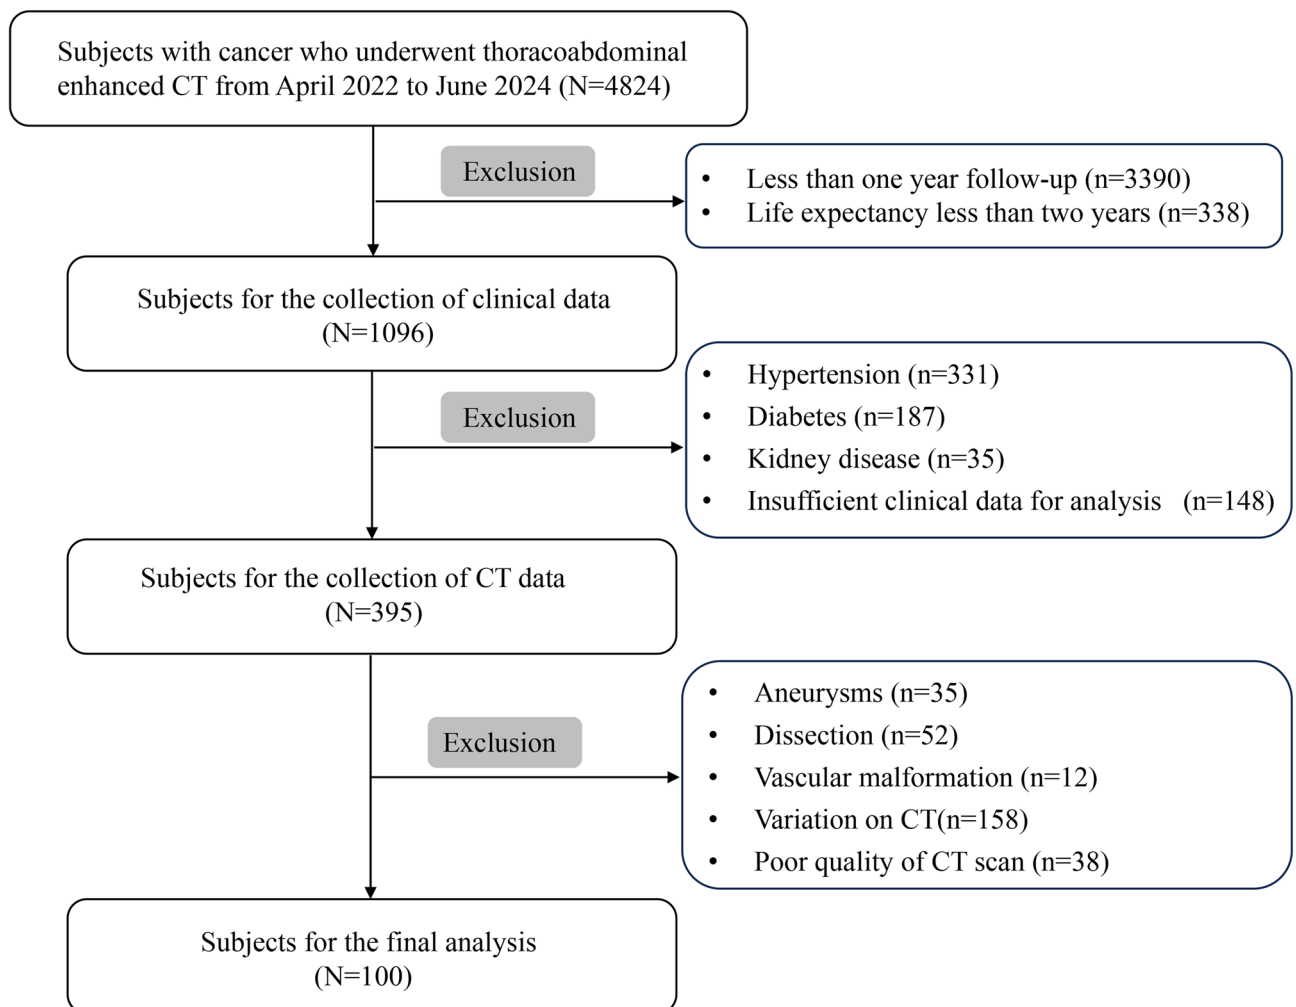 Subjects with cancer who underwent thoracoabdominal
enhanced CT from April 2022 to June 2024 (N=4824)
Exclusion
• Less than one year follow-up (n=3390)
• Life expectancy less than two years (n=338)
Subjects for the collection of clinical data
(N=1096)
Exclusion
• Hypertension (n=331)
• Diabetes (n=187)
• Kidney disease (n=35)
• Insufficient clinical data for analysis (n=148)
Subjects for the collection of CT data
(N=395)
Exclusion
• Aneurysms (n=35)
• Dissection (n=52)
• Vascular malformation (n=12)
• Variation on CT(n=158)
• Poor quality of CT scan (n=38)
Subjects for the final analysis
(N=100)